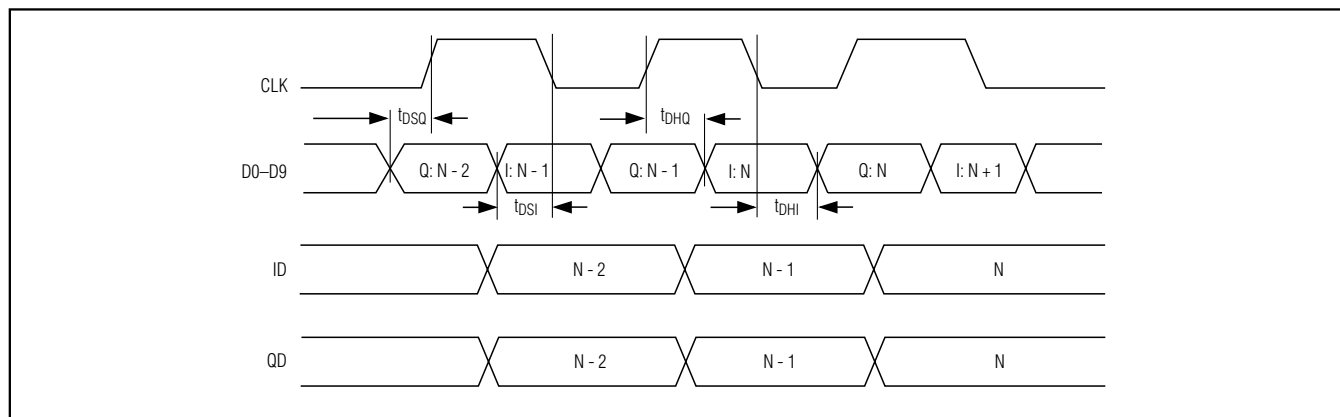 CLK
tDSQ
tDHQ
D0–D9
Q: N - 2
I: N - 1
Q: N - 1
I: N
Q: N
I: N + 1
tDSI
tDHI
ID
N - 2
N - 1
N
QD
N - 2
N - 1
N